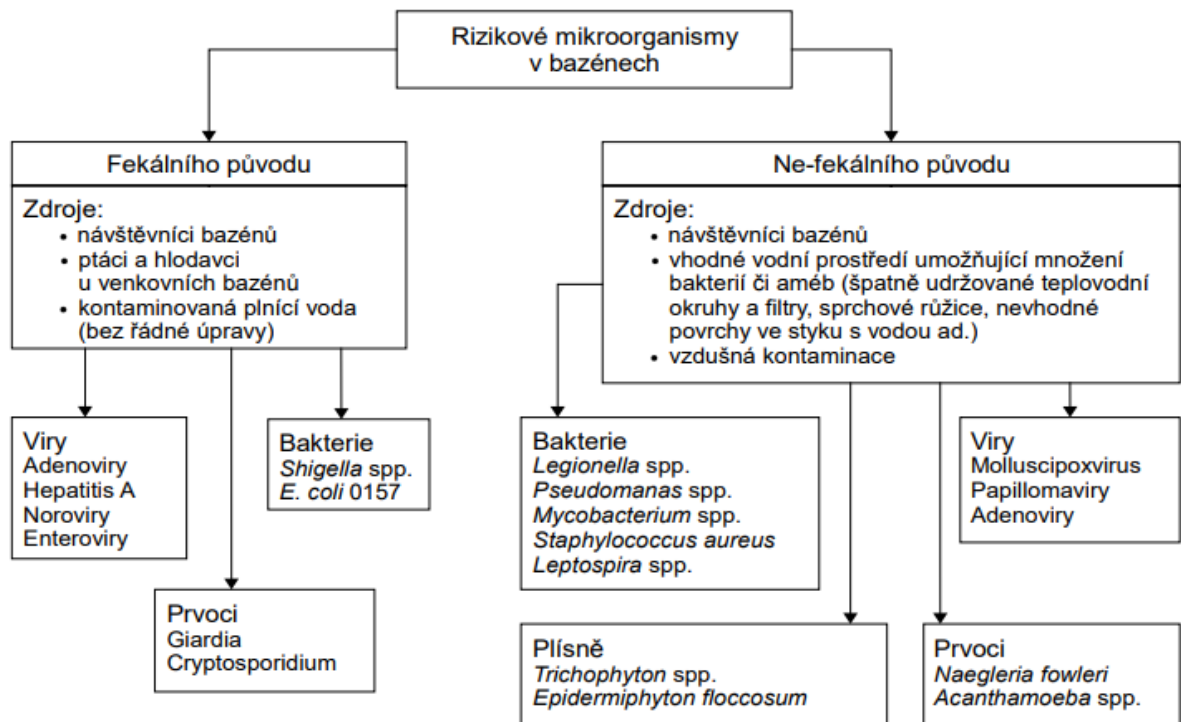 Rizikové mikroorganismy
v bazénech
Fekálního původu
Zdroje:
• návštěvníci bazénů
• ptáci a hlodavci
u venkovních bazénů
• kontaminovaná plnící voda
(bez řádné úpravy)
Ne-fekálního původu
Zdroje:
• návštěvníci bazénů
• vhodné vodní prostředí umožňující množení
bakterií či améb (špatně udržované teplovodní
okruhy a filtry, sprchové růžice, nevhodné
povrchy ve styku s vodou ad.)
• vzdušná kontaminace
Viry
Adenoviry
Hepatitis A
Noroviry
Enteroviry
Bakterie
Shigella spp.
E. coli 0157
Prvoci
Giardia
Cryptosporidium
Bakterie
Legionella spp.
Pseudomanas spp.
Mycobacterium spp.
Staphylococcus aureus
Leptospira spp.
Viry
Molluscipoxvirus
Papillomaviry
Adenoviry
Plísně
Trichophyton spp.
Epidermiphyton floccosum
Prvoci
Naegleria fowleri
Acanthamoeba spp.